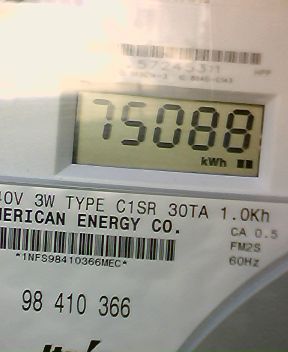 75088
kWh
40V 3W TYPE C1SR 30TA 1.0Kh
MERICAN ENERGY CO.
CA 0.5
FM2S
60Hz
*1NFS98410366MEC*
98 410 366